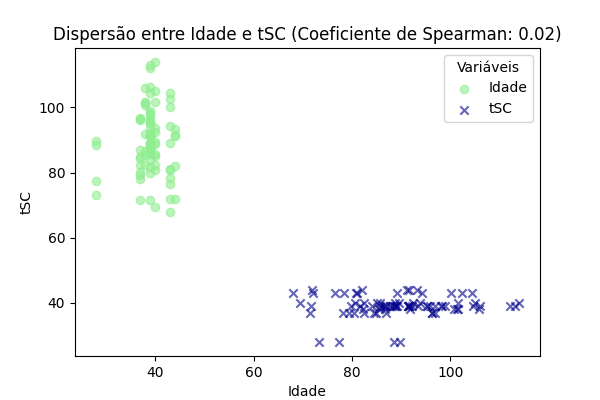 Dispersão entre Idade e tSC (Coeficiente de Spearman: 0.02)
Variáveis
Idade
tSC
100
80
60
40
tSC
40
60
80
100
Idade